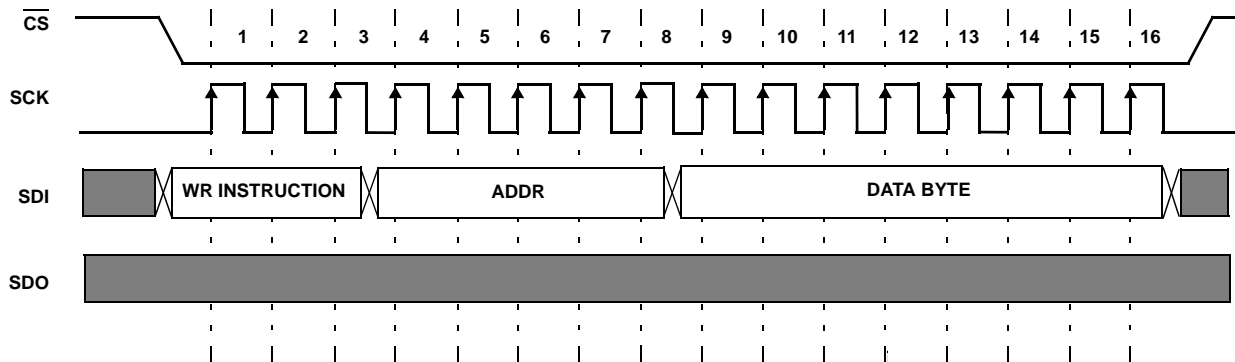 CS
1 2 3 4 5 6 7 8 9 10 11 12 13 14 15 16
SCK
SDI
WR INSTRUCTION ADDR DATA BYTE
SDO